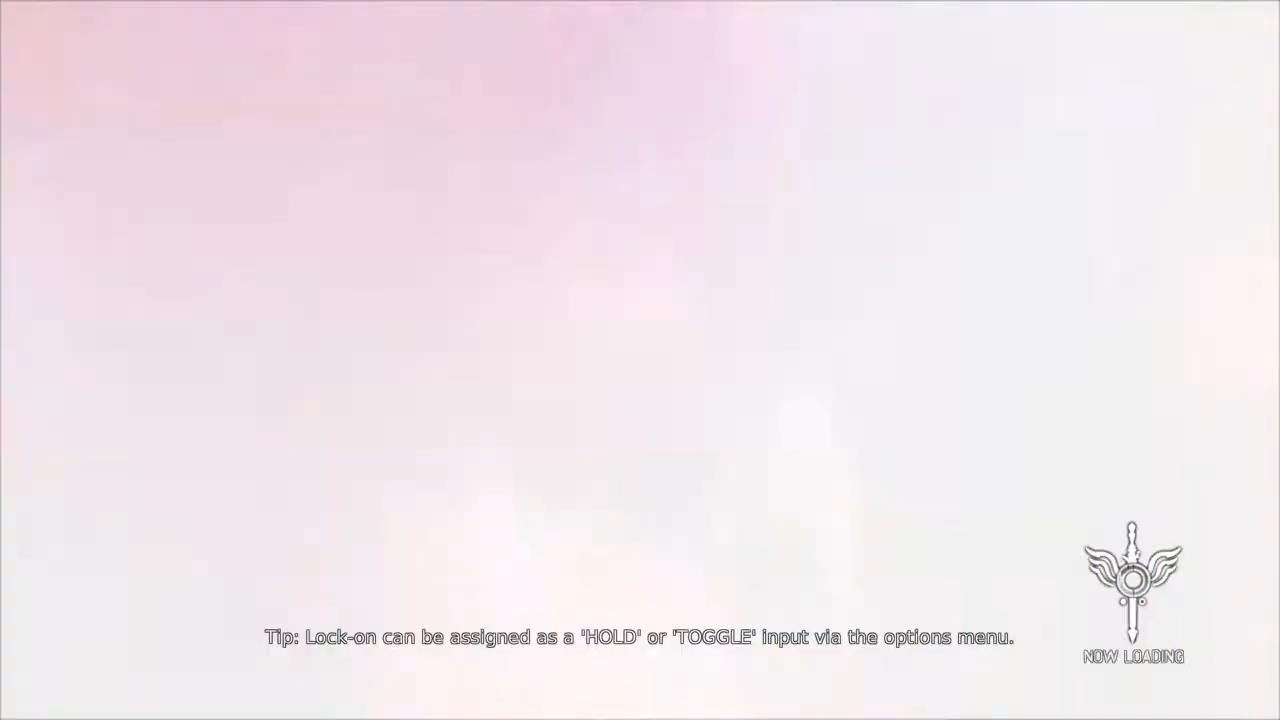 Tip: Lock-on can be assigned as a 'HOLD' or 'TOGGLE' input via the options menu.
NOW LOADING